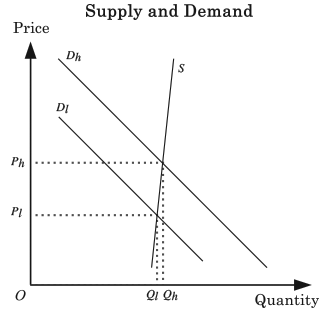 Supply and Demand
Price
Dh
S
Dl
Ph
Pl
O
Ql Qh
Quantity